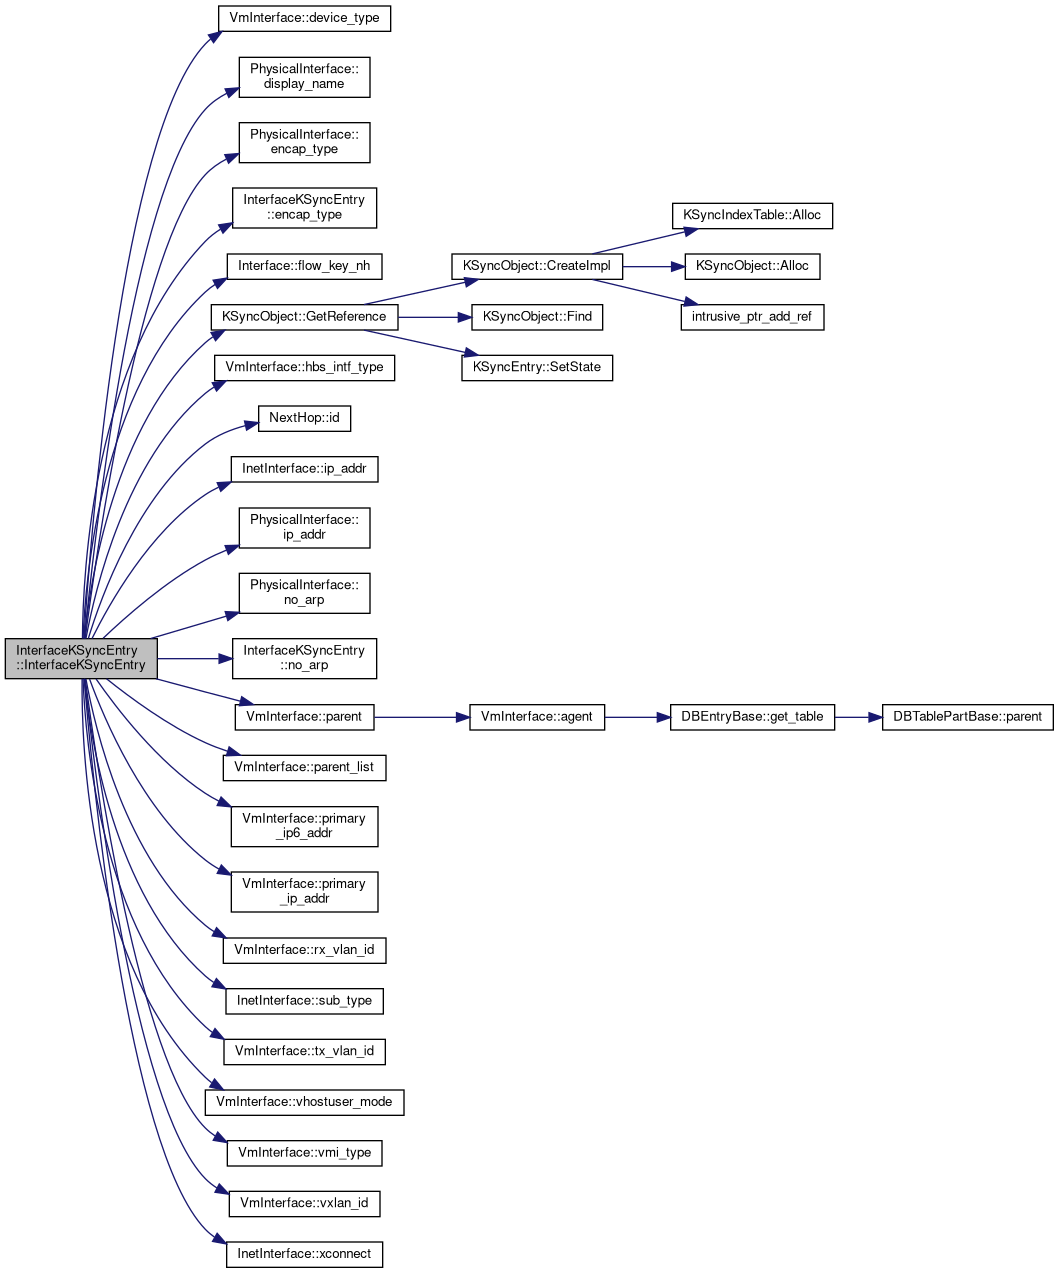 VmInterface::device_type
PhysicalInterface::
display_name
PhysicalInterface::
encap_type
InterfaceKSyncEntry
::encap_type
KSyncIndexTable::Alloc
Interface::flow_key_nh
KSyncObject::CreateImpl
KSyncObject::Alloc
KSyncObject::GetReference
KSyncObject::Find
intrusive_ptr_add_ref
VmInterface::hbs_intf_type
KSyncEntry::SetState
NextHop::id
InetInterface::ip_addr
PhysicalInterface::
ip_addr
PhysicalInterface::
no_arp
InterfaceKSyncEntry
::InterfaceKSyncEntry
InterfaceKSyncEntry
::no_arp
VmInterface::parent
VmInterface::agent
DBEntryBase::get_table
DBTablePartBase::parent
VmInterface::parent_list
VmInterface::primary
_ip6_addr
VmInterface::primary
_ip_addr
VmInterface::rx_vlan_id
InetInterface::sub_type
VmInterface::tx_vlan_id
VmInterface::vhostuser_mode
VmInterface::vmi_type
VmInterface::vxlan_id
InetInterface::xconnect